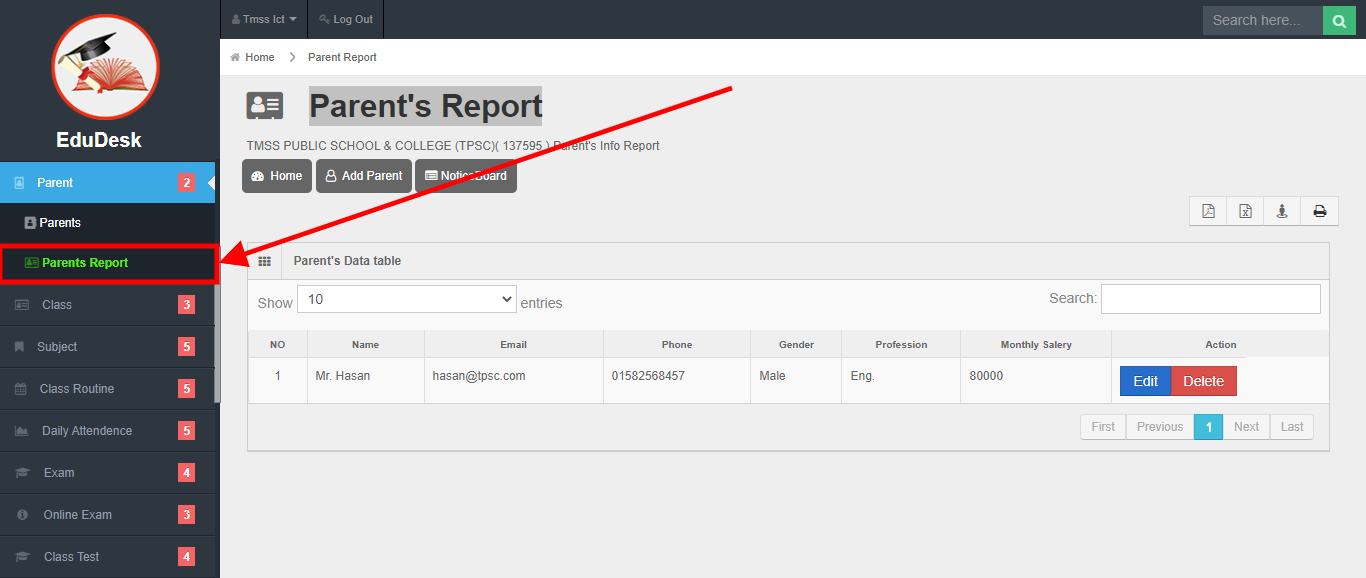 Tmss Ict
Log Out
Search here...
EduDesk
Home
Parent Report
Parent's Report
TMSS PUBLIC SCHOOL & COLLEGE (TPSC)( 137595 ) Parent's Info Report
Home
Add Parent
NoticeBoard
Parent 2
Parents
Parents Report
Class 3
Subject 5
Class Routine 5
Daily Attendence 5
Exam 4
Online Exam 3
Class Test 4
Parent's Data table
Show 10 entries
Search:
NO Name Email Phone Gender Profession Monthly Salery Action
1 Mr. Hasan hasan@tpsc.com 01582568457 Male Eng. 80000 Edit Delete
First Previous 1 Next Last